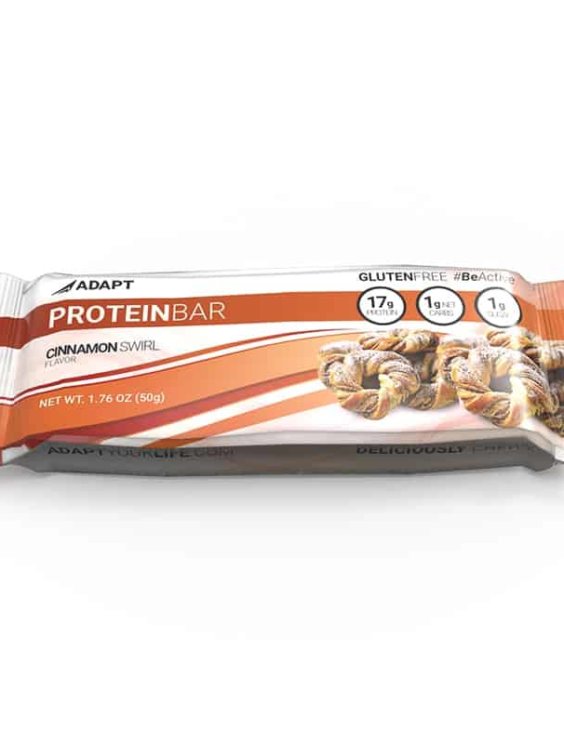 ADAPT
GLUTENFREE #BeActive
PROTEINBAR
17g PROTEIN
1g NET CARBS
1g SUGAR
CINNAMON SWIRL
FLAVOR
NET WT. 1.76 OZ (50g)
ADAPTYOURLIFE.COM
DELICIOUSLY